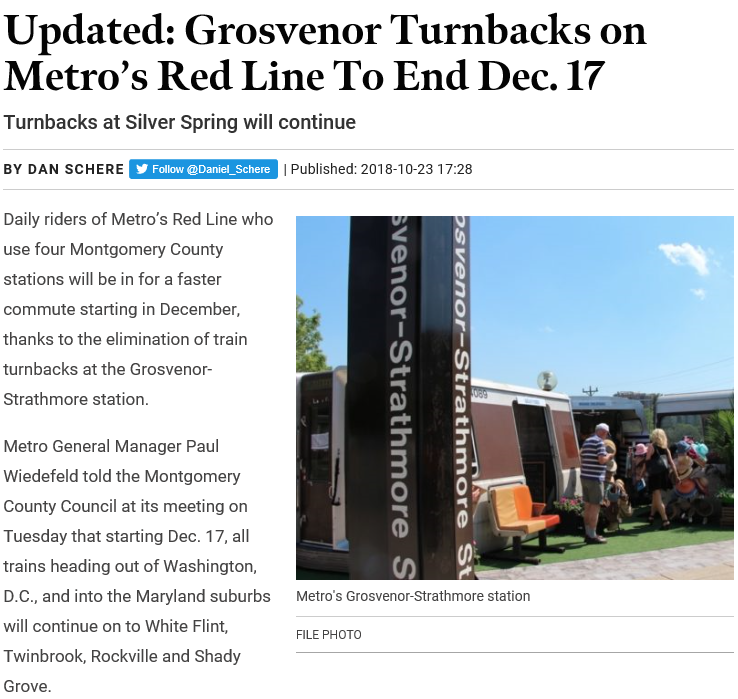 Updated: Grosvenor Turnbacks on
Metro's Red Line To End Dec. 17
Turnbacks at Silver Spring will continue
BY DAN SCHERE Follow @Daniel_Schere | Published: 2018-10-23 17:28
Daily riders of Metro's Red Line who
use four Montgomery County
stations will be in for a faster
commute starting in December,
thanks to the elimination of train
turnbacks at the Grosvenor-
Strathmore station.
Metro General Manager Paul
Wiedefeld told the Montgomery
County Council at its meeting on
Tuesday that starting Dec. 17, all
trains heading out of Washington,
D.C., and into the Maryland suburbs
will continue on to White Flint,
Twinbrook, Rockville and Shady
Grove.
svenor-Strathmore S
osvenor-Strathmore St
Metro's Grosvenor-Strathmore station
FILE PHOTO